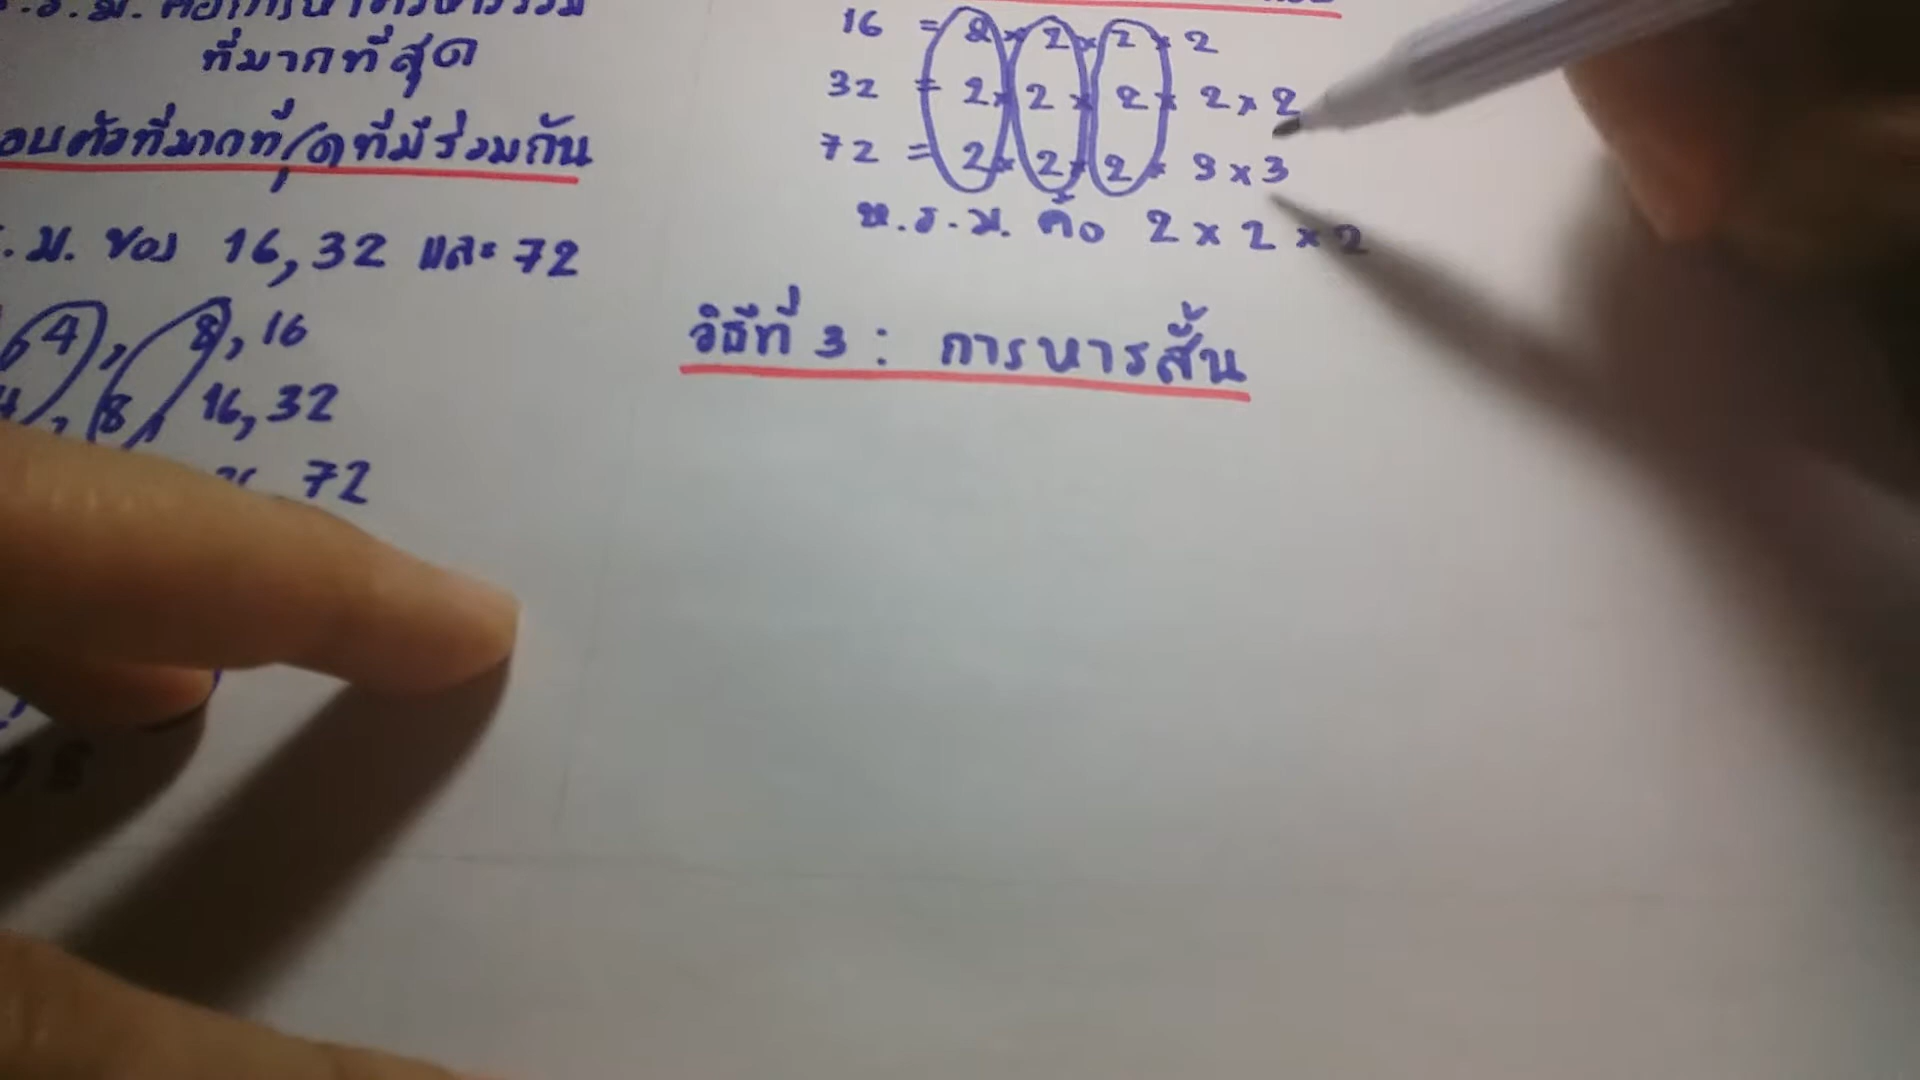 ที่มากที่สุด
ตัวที่มากที่สุดที่มีร่วมกัน
.ม. ของ 16, 32 และ 72
4, 8, 16
8, 16, 32
72
16 = 2 x 2 x 2 x 2
32 = 2 x 2 x 2 x 2 x 2
72 = 2 x 2 x 2 x 3 x 3
ห.ร.ม. คือ 2 x 2 x 2
วิธีที่ 3 : การหารสั้น